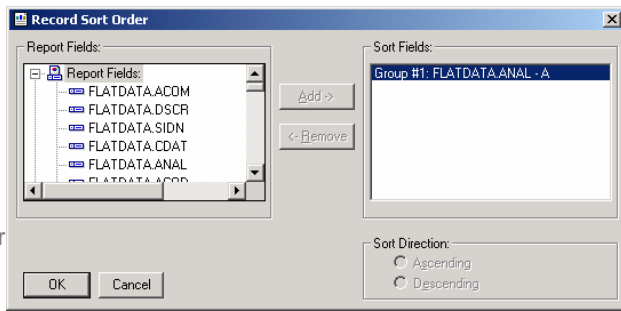 Record Sort Order
Report Fields:
Report Fields:
FLATDATA.ACOM
FLATDATA.DSCR
FLATDATA.SIDN
FLATDATA.CDAT
FLATDATA.ANAL
Add ->
<- Remove
Sort Fields:
Group #1: FLATDATA.ANAL - A
Sort Direction:
Ascending
Descending
r
OK
Cancel